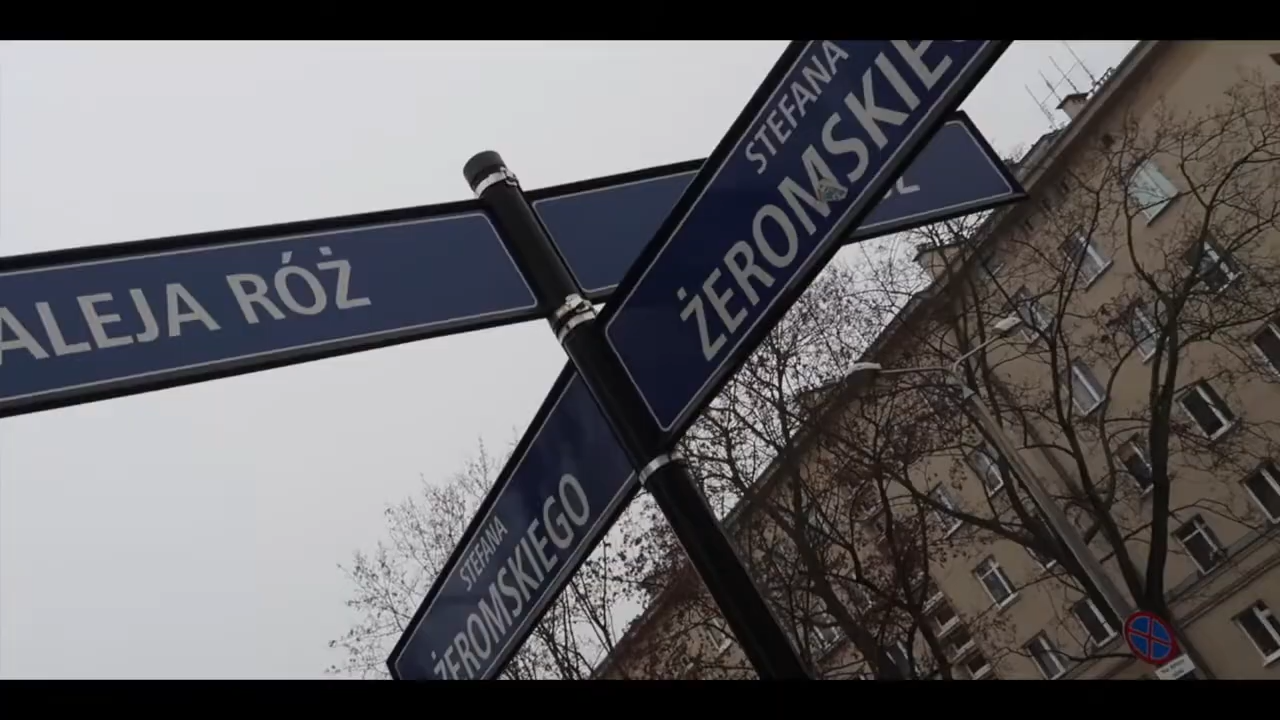 STEFANA
ŻEROMSKIE
ALEJA RÓŻ
STEFANA
ŻEROMSKIEGO